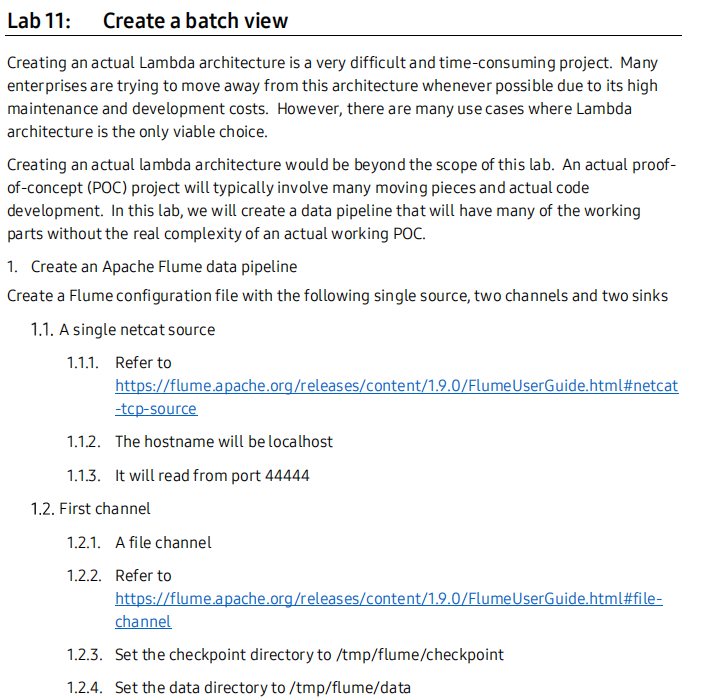 Lab 11: Create a batch view
Creating an actual Lambda architecture is a very difficult and time-consuming project. Many
enterprises are trying to move away from this architecture whenever possible due to its high
maintenance and development costs. However, there are many use cases where Lambda
architecture is the only viable choice.
Creating an actual lambda architecture would be beyond the scope of this lab. An actual proof-
of-concept (POC) project will typically involve many moving pieces and actual code
development. In this lab, we will create a data pipeline that will have many of the working
parts without the real complexity of an actual working POC.
1. Create an Apache Flume data pipeline
Create a Flume configuration file with the following single source, two channels and two sinks
1.1. A single netcat source
1.1.1. Refer to
https://flume.apache.org/releases/content/1.9.0/FlumeUserGuide.html#netcat
-tcp-source
1.1.2. The hostname will be localhost
1.1.3. It will read from port 44444
1.2. First channel
1.2.1. A file channel
1.2.2. Refer to
https://flume.apache.org/releases/content/1.9.0/FlumeUserGuide.html#file-
channel
1.2.3. Set the checkpoint directory to /tmp/flume/checkpoint
1.2.4. Set the data directory to /tmp/flume/data